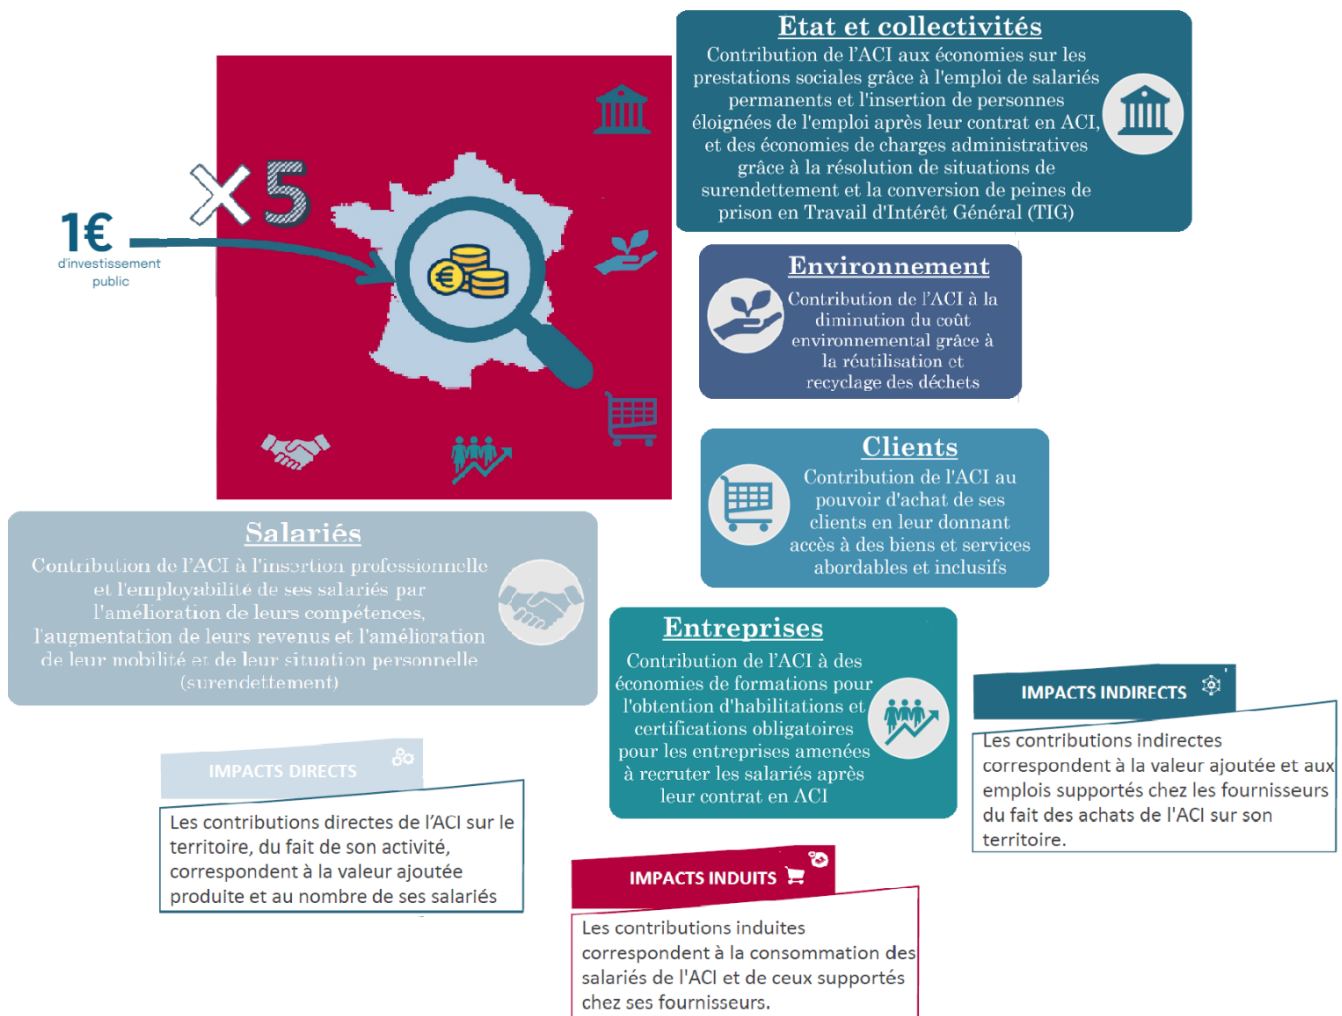 Etat et collectivités
Contribution de l'ACI aux économies sur les
prestations sociales grâce à l'emploi de salariés
permanents et l'insertion de personnes
éloignées de l'emploi après leur contrat en ACI,
et des économies de charges administratives
grâce à la résolution de situations de
surendettement et la conversion de peines de
prison en Travail d'Intérêt Général (TIG)
×5
1€
d'investissement
public
Environnement
Contribution de l'ACI à la
diminution du coût
environnemental grâce à
la réutilisation et
recyclage des déchets
Clients
Contribution de l'ACI au
pouvoir d'achat de ses
clients en leur donnant
accès à des biens et services
abordables et inclusifs
Salariés
Contribution de l'ACI à l'insertion professionnelle
et l'employabilité de ses salariés par
l'amélioration de leurs compétences,
l'augmentation de leurs revenus et l'amélioration
de leur mobilité et de leur situation personnelle
(surendettement)
Entreprises
Contribution de l'ACI à des
économies de formations pour
l'obtention d'habilitations et
certifications obligatoires
pour les entreprises amenées
à recruter les salariés après
leur contrat en ACI
IMPACTS INDIRECTS
Les contributions indirectes
correspondent à la valeur ajoutée et aux
emplois supportés chez les fournisseurs
du fait des achats de l'ACI sur son
territoire.
IMPACTS DIRECTS
Les contributions directes de l'ACI sur le
territoire, du fait de son activité,
correspondent à la valeur ajoutée
produite et au nombre de ses salariés
IMPACTS INDUITS
Les contributions induites
correspondent à la consommation des
salariés de l'ACI et de ceux supportés
chez ses fournisseurs.